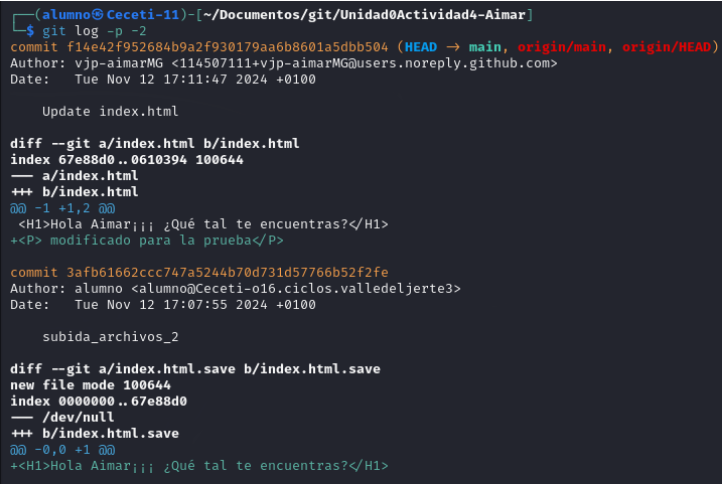 ┌──(alumno㉿Ceceti-11)-[~/Documentos/git/Unidad0Actividad4-Aimar]
└─$ git log -p -2
commit f14e42f952684b9a2f930179aa6b8601a5dbb504 (HEAD → main, origin/main, origin/HEAD)
Author: vjp-aimarMG <114507111+vjp-aimarMG@users.noreply.github.com>
Date:   Tue Nov 12 17:11:47 2024 +0100
    Update index.html
diff --git a/index.html b/index.html
index 67e88d0..0610394 100644
--- a/index.html
+++ b/index.html
@@ -1 +1,2 @@
 <H1>Hola Aimar¡¡¡ ¿Qué tal te encuentras?</H1>
+<P> modificado para la prueba</P>
commit 3afb61662ccc747a5244b70d731d57766b52f2fe
Author: alumno <alumno@Ceceti-o16.ciclos.valledeljerte3>
Date:   Tue Nov 12 17:07:55 2024 +0100
    subida_archivos_2
diff --git a/index.html.save b/index.html.save
new file mode 100644
index 0000000..67e88d0
--- /dev/null
+++ b/index.html.save
@@ -0,0 +1 @@
+<H1>Hola Aimar¡¡¡ ¿Qué tal te encuentras?</H1>